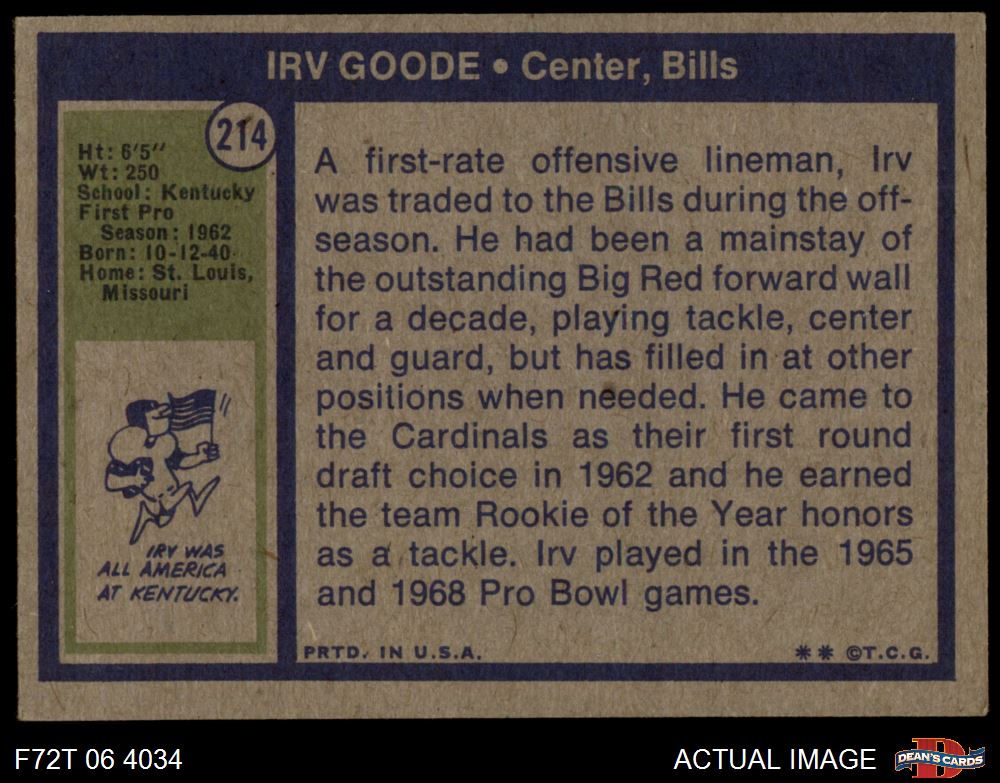 IRV GOODE • Center, Bills
214
Ht: 6'5"
Wt: 250
School: Kentucky
First Pro
Season: 1962
Born: 10-12-40
Home: St. Louis,
Missouri
IRV WAS
ALL AMERICA
AT KENTUCKY.
A first-rate offensive lineman, Irv
was traded to the Bills during the off-
season. He had been a mainstay of
the outstanding Big Red forward wall
for a decade, playing tackle, center
and guard, but has filled in at other
positions when needed. He came to
the Cardinals as their first round
draft choice in 1962 and he earned
the team Rookie of the Year honors
as a tackle. Irv played in the 1965
and 1968 Pro Bowl games.
PRTD. IN U.S.A.
** ©T.C.G.
F72T 06 4034
ACTUAL IMAGE
D
DEAN'S CARDS